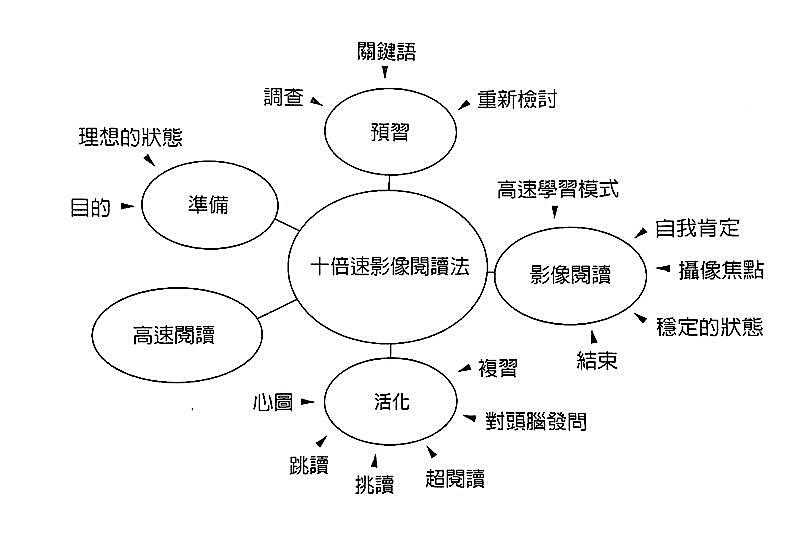 關鍵語
調查
重新檢討
預習
理想的狀態
目的
準備
高速學習模式
自我肯定
攝像焦點
穩定的狀態
結束
影像閱讀
十倍速影像閱讀法
高速閱讀
活化
心圖
複習
對頭腦發問
跳讀
挑讀
超閱讀